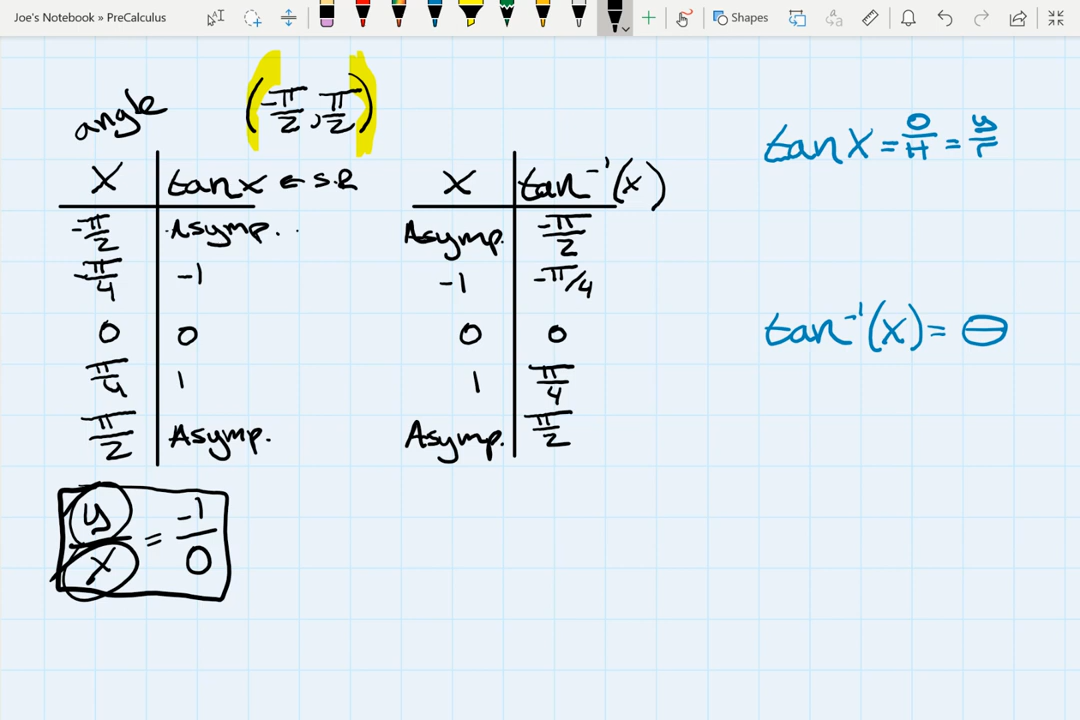 Joe's Notebook » PreCalculus
Shapes
angle
(-π/2, π/2)
tan x = O/H = y/r
x | tan x ← S.R
-π/2 | Asymp.
-π/4 | -1
0 | 0
π/4 | 1
π/2 | Asymp.
x | tan⁻¹(x)
Asymp. | -π/2
-1 | -π/4
0 | 0
1 | π/4
Asymp. | π/2
tan⁻¹(x) = θ
y/x = -1/0